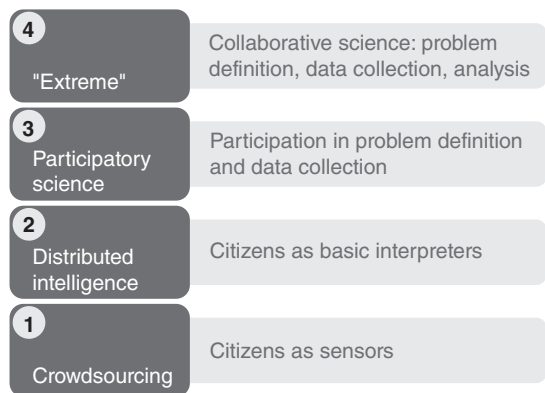 4
"Extreme"
Collaborative science: problem
definition, data collection, analysis
3
Participatory
science
Participation in problem definition
and data collection
2
Distributed
intelligence
Citizens as basic interpreters
1
Crowdsourcing
Citizens as sensors